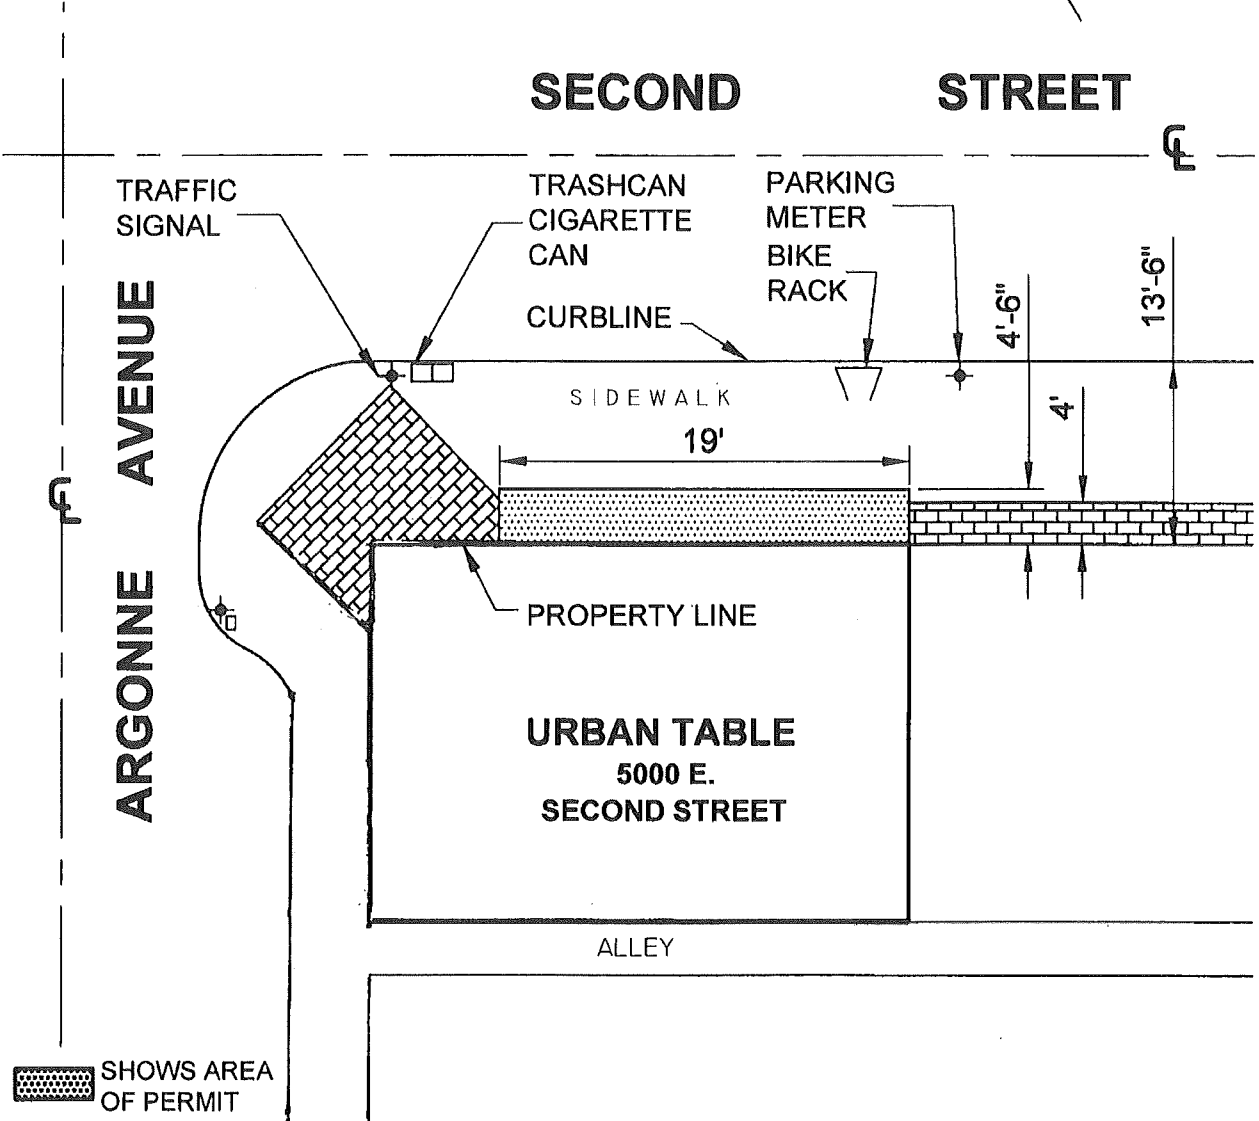 SECOND STREET
℄
TRAFFIC
SIGNAL
TRASHCAN
CIGARETTE
CAN
PARKING
METER
BIKE
RACK
CURBLINE
4'-6"
13'-6"
4'
SIDEWALK
19'
ARGONNE AVENUE
℄
PROPERTY LINE
URBAN TABLE
5000 E.
SECOND STREET
ALLEY
SHOWS AREA
OF PERMIT